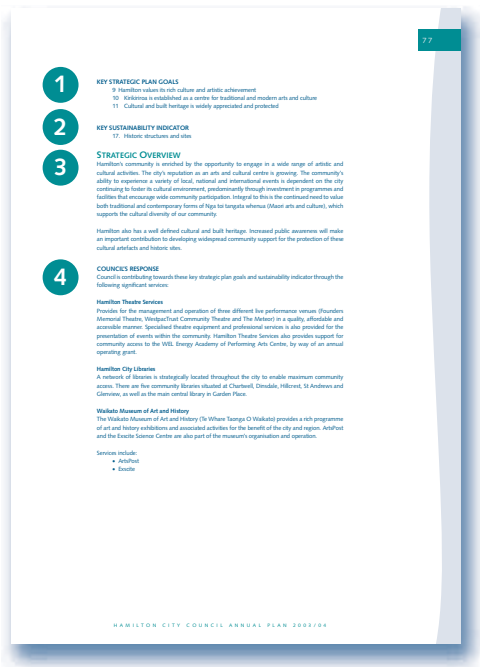 77
1
KEY STRATEGIC PLAN GOALS
9 Hamilton values its rich culture and artistic achievement
10 Kirikiriroa is established as a centre for traditional and modern arts and culture
11 Cultural and built heritage is widely appreciated and protected
2
KEY SUSTAINABILITY INDICATOR
17. Historic structures and sites
3
STRATEGIC OVERVIEW
Hamilton's community is enriched by the opportunity to engage in a wide range of artistic and
cultural activities. The city's reputation as an arts and cultural centre is growing. The community's
ability to experience a variety of local, national and international events is dependent on the city
continuing to foster its cultural environment, predominantly through investment in programmes and
facilities that encourage wide community participation. Integral to this is the continued need to value
both traditional and contemporary forms of Nga toi tangata whenua (Maori arts and culture), which
supports the cultural diversity of our community.
Hamilton also has a well defined cultural and built heritage. Increased public awareness will make
an important contribution to developing widespread community support for the protection of these
cultural artefacts and historic sites.
4
COUNCIL'S RESPONSE
Council is contributing towards these key strategic plan goals and sustainability indicator through the
following significant services:
Hamilton Theatre Services
Provides for the management and operation of three different live performance venues (Founders
Memorial Theatre, WestpacTrust Community Theatre and The Meteor) in a quality, affordable and
accessible manner. Specialised theatre equipment and professional services is also provided for the
presentation of events within the community. Hamilton Theatre Services also provides support for
community access to the WEL Energy Academy of Performing Arts Centre, by way of an annual
operating grant.
Hamilton City Libraries
A network of libraries is strategically located throughout the city to enable maximum community
access. There are five community libraries situated at Chartwell, Dinsdale, Hillcrest, St Andrews and
Glenview, as well as the main central library in Garden Place.
Waikato Museum of Art and History
The Waikato Museum of Art and History (Te Whare Taonga O Waikato) provides a rich programme
of art and history exhibitions and associated activities for the benefit of the city and region. ArtsPost
and the Exscite Science Centre are also part of the museum's organisation and operation.
Services include:
• ArtsPost
• Exscite
HAMILTON CITY COUNCIL ANNUAL PLAN 2003/04